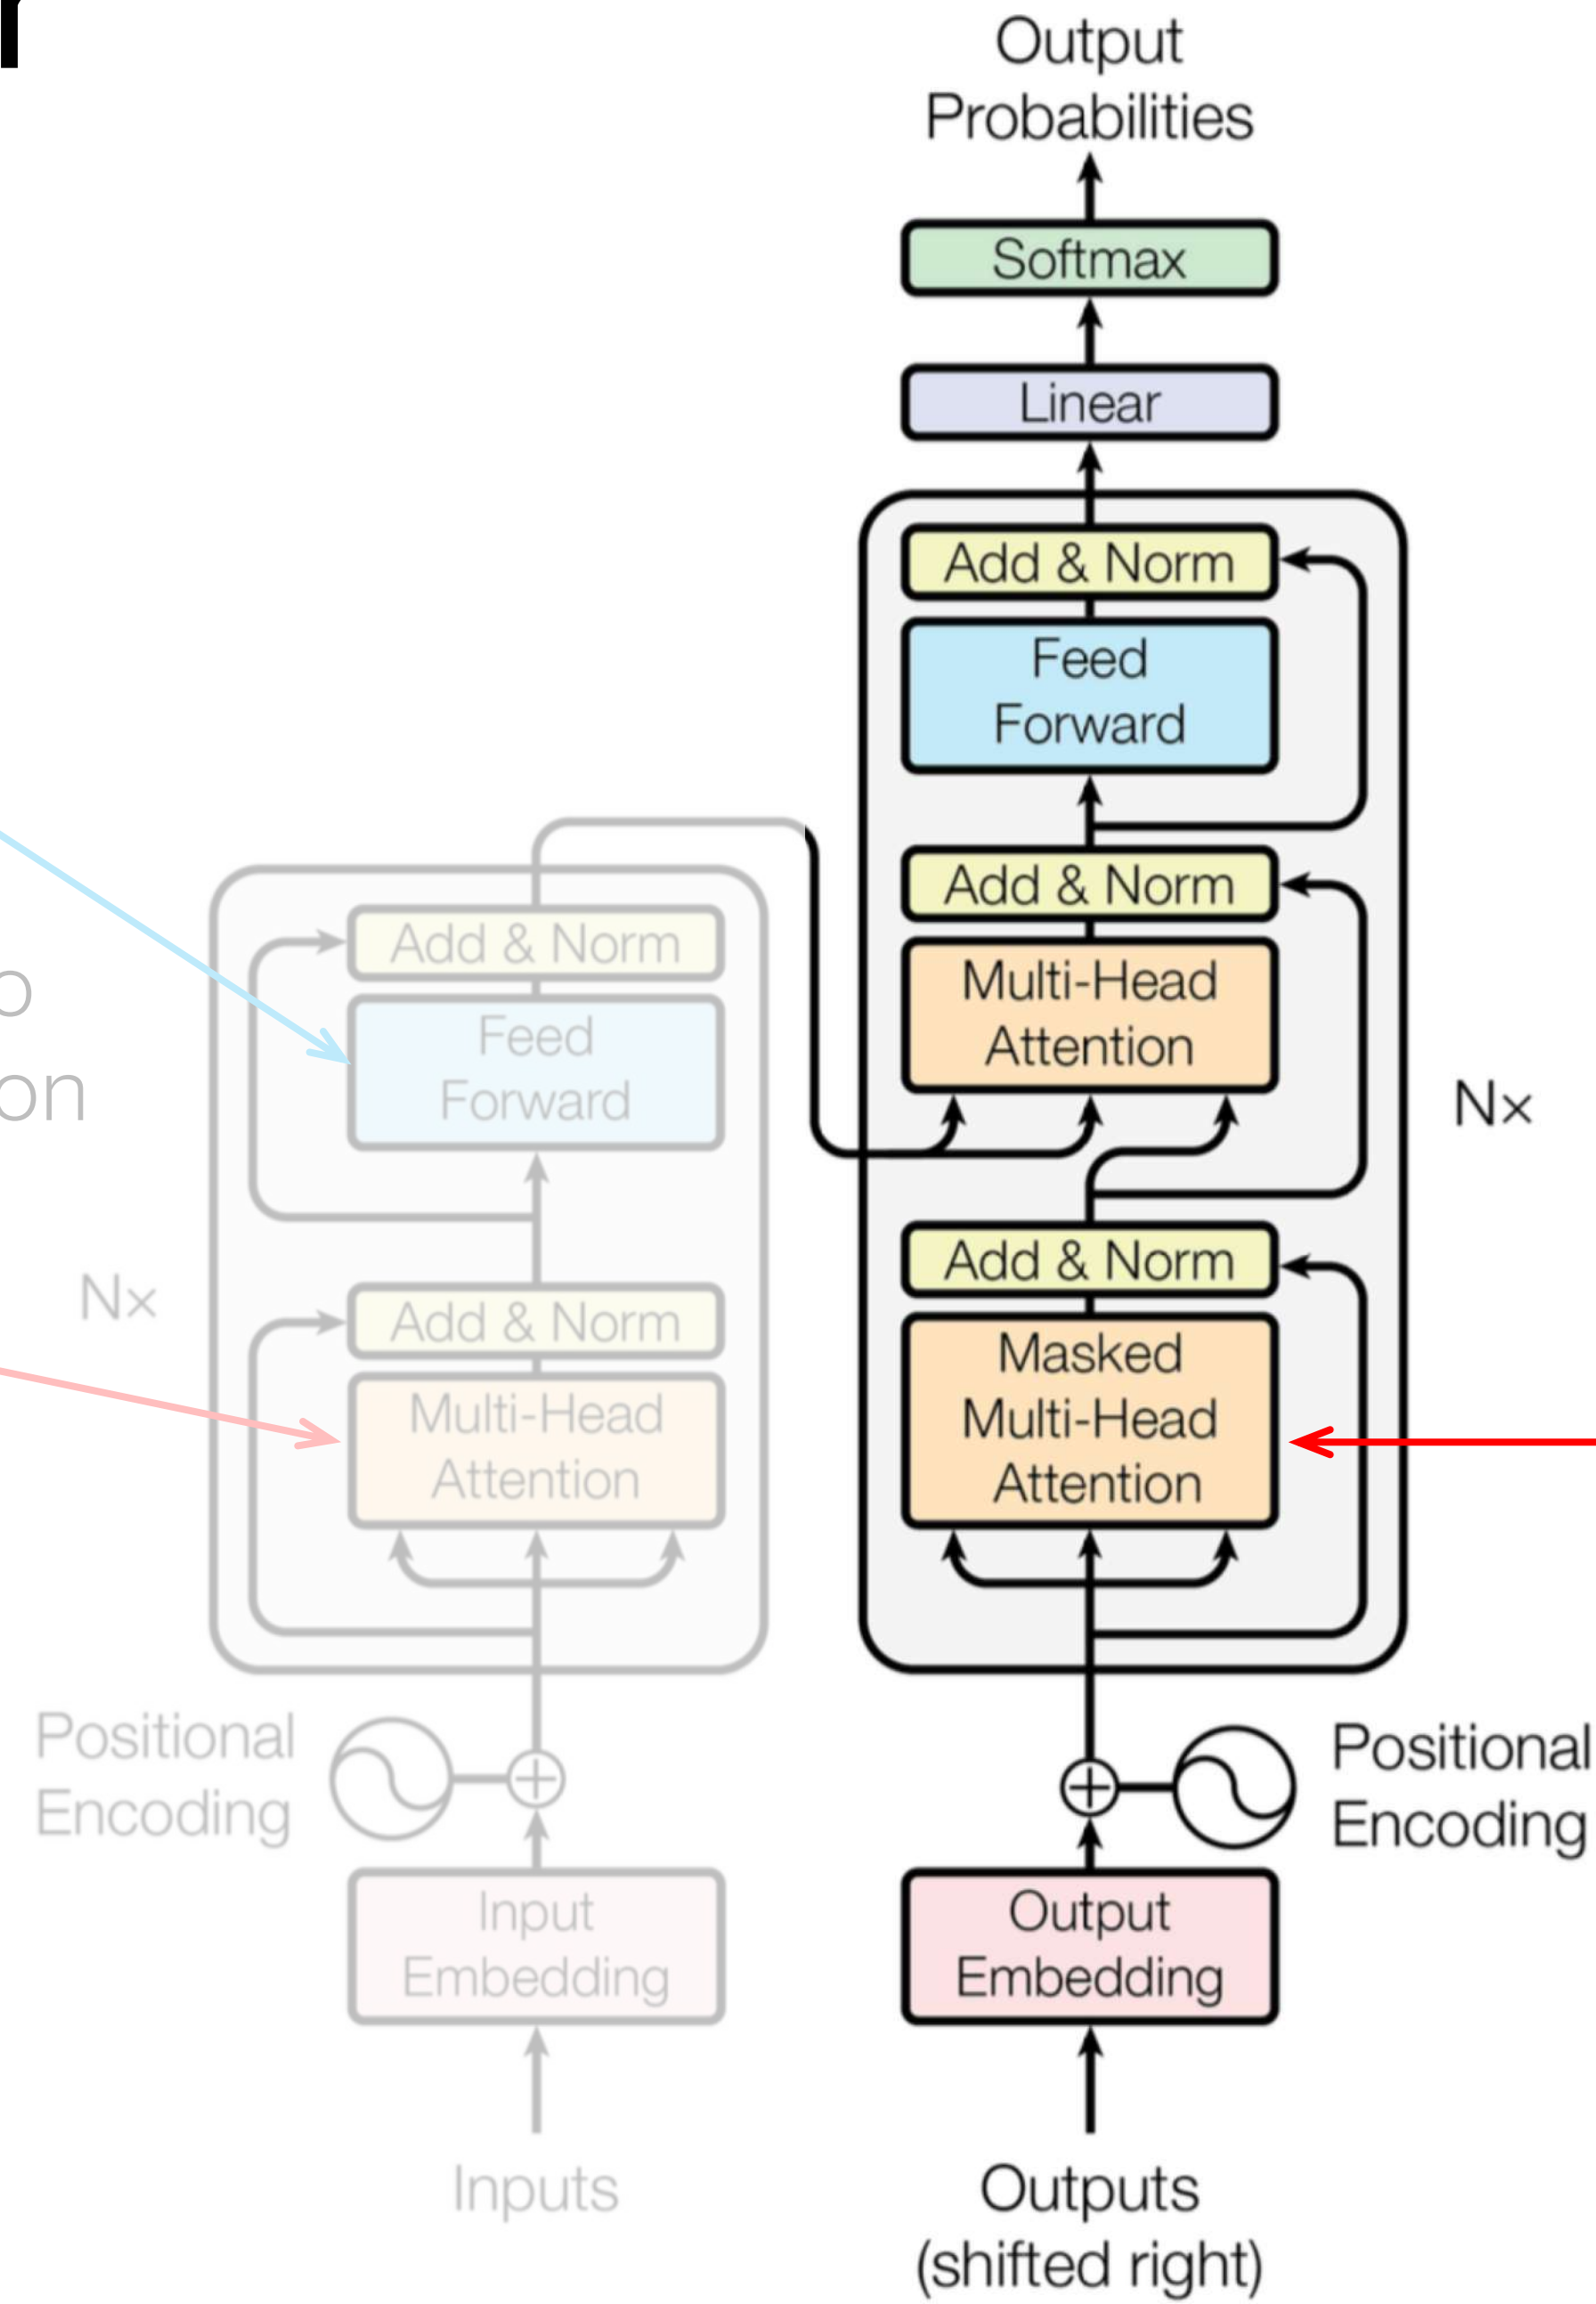 Output
Probabilities
Softmax
Linear
Add & Norm
Feed
Forward
Add & Norm
Multi-Head
Attention
Nx
Add & Norm
Masked
Multi-Head
Attention
Positional
Encoding
Output
Embedding
Outputs
(shifted right)
Add & Norm
Feed
Forward
Nx
Add & Norm
Multi-Head
Attention
Positional
Encoding
Input
Embedding
Inputs